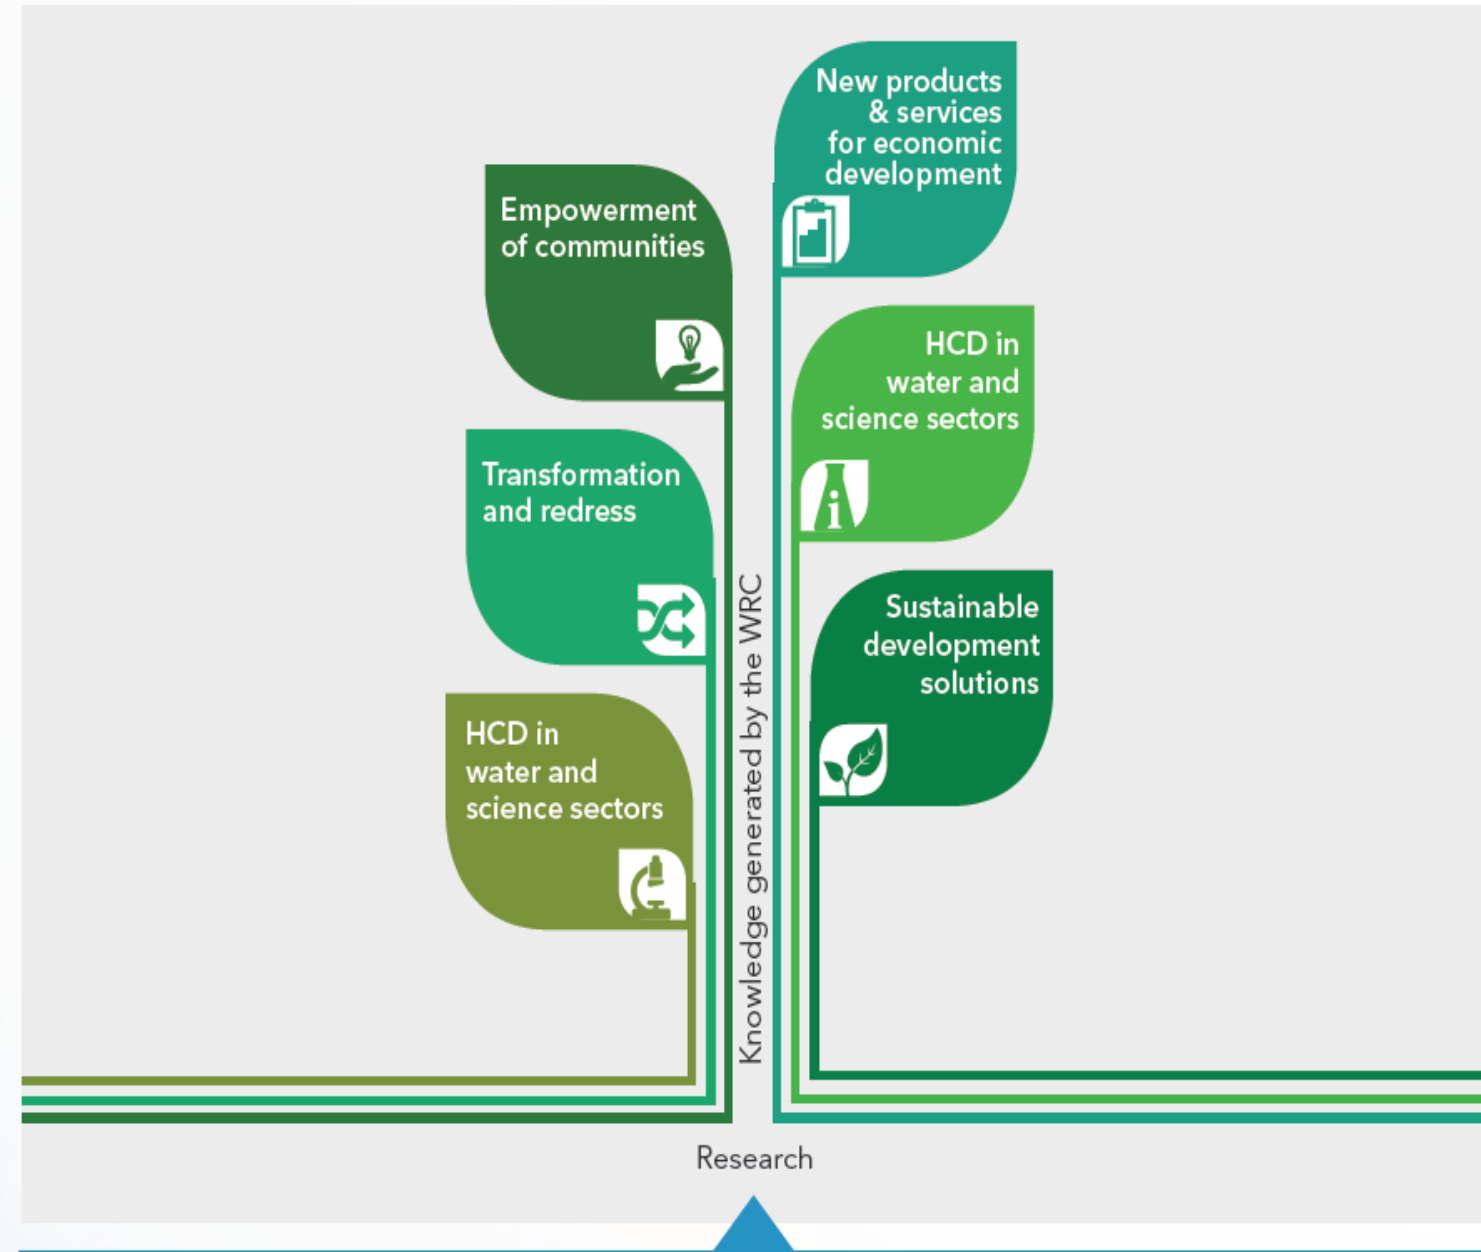 New products
& services
for economic
development
Empowerment
of communities
HCD in
water and
science sectors
Transformation
and redress
Sustainable
development
solutions
HCD in
water and
science sectors
Knowledge generated by the WRC
Research